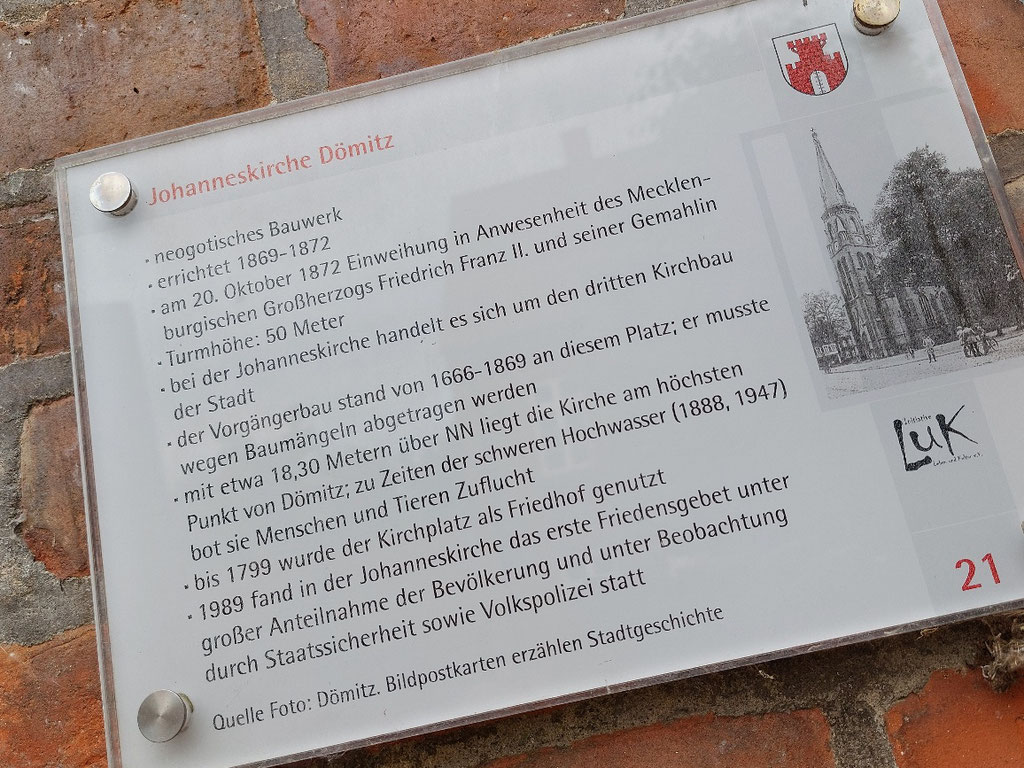 Johanneskirche Dömitz
· neogotisches Bauwerk
· errichtet 1869-1872
· am 20. Oktober 1872 Einweihung in Anwesenheit des Mecklen-
burgischen Großherzogs Friedrich Franz II. und seiner Gemahlin
· Turmhöhe: 50 Meter
· bei der Johanneskirche handelt es sich um den dritten Kirchbau
der Stadt
· der Vorgängerbau stand von 1666-1869 an diesem Platz; er musste
wegen Baumängeln abgetragen werden
· mit etwa 18,30 Metern über NN liegt die Kirche am höchsten
Punkt von Dömitz; zu Zeiten der schweren Hochwasser (1888, 1947)
bot sie Menschen und Tieren Zuflucht
· bis 1799 wurde der Kirchplatz als Friedhof genutzt
· 1989 fand in der Johanneskirche das erste Friedensgebet unter
großer Anteilnahme der Bevölkerung und unter Beobachtung
durch Staatssicherheit sowie Volkspolizei statt
Quelle Foto: Dömitz. Bildpostkarten erzählen Stadtgeschichte
LuK
21